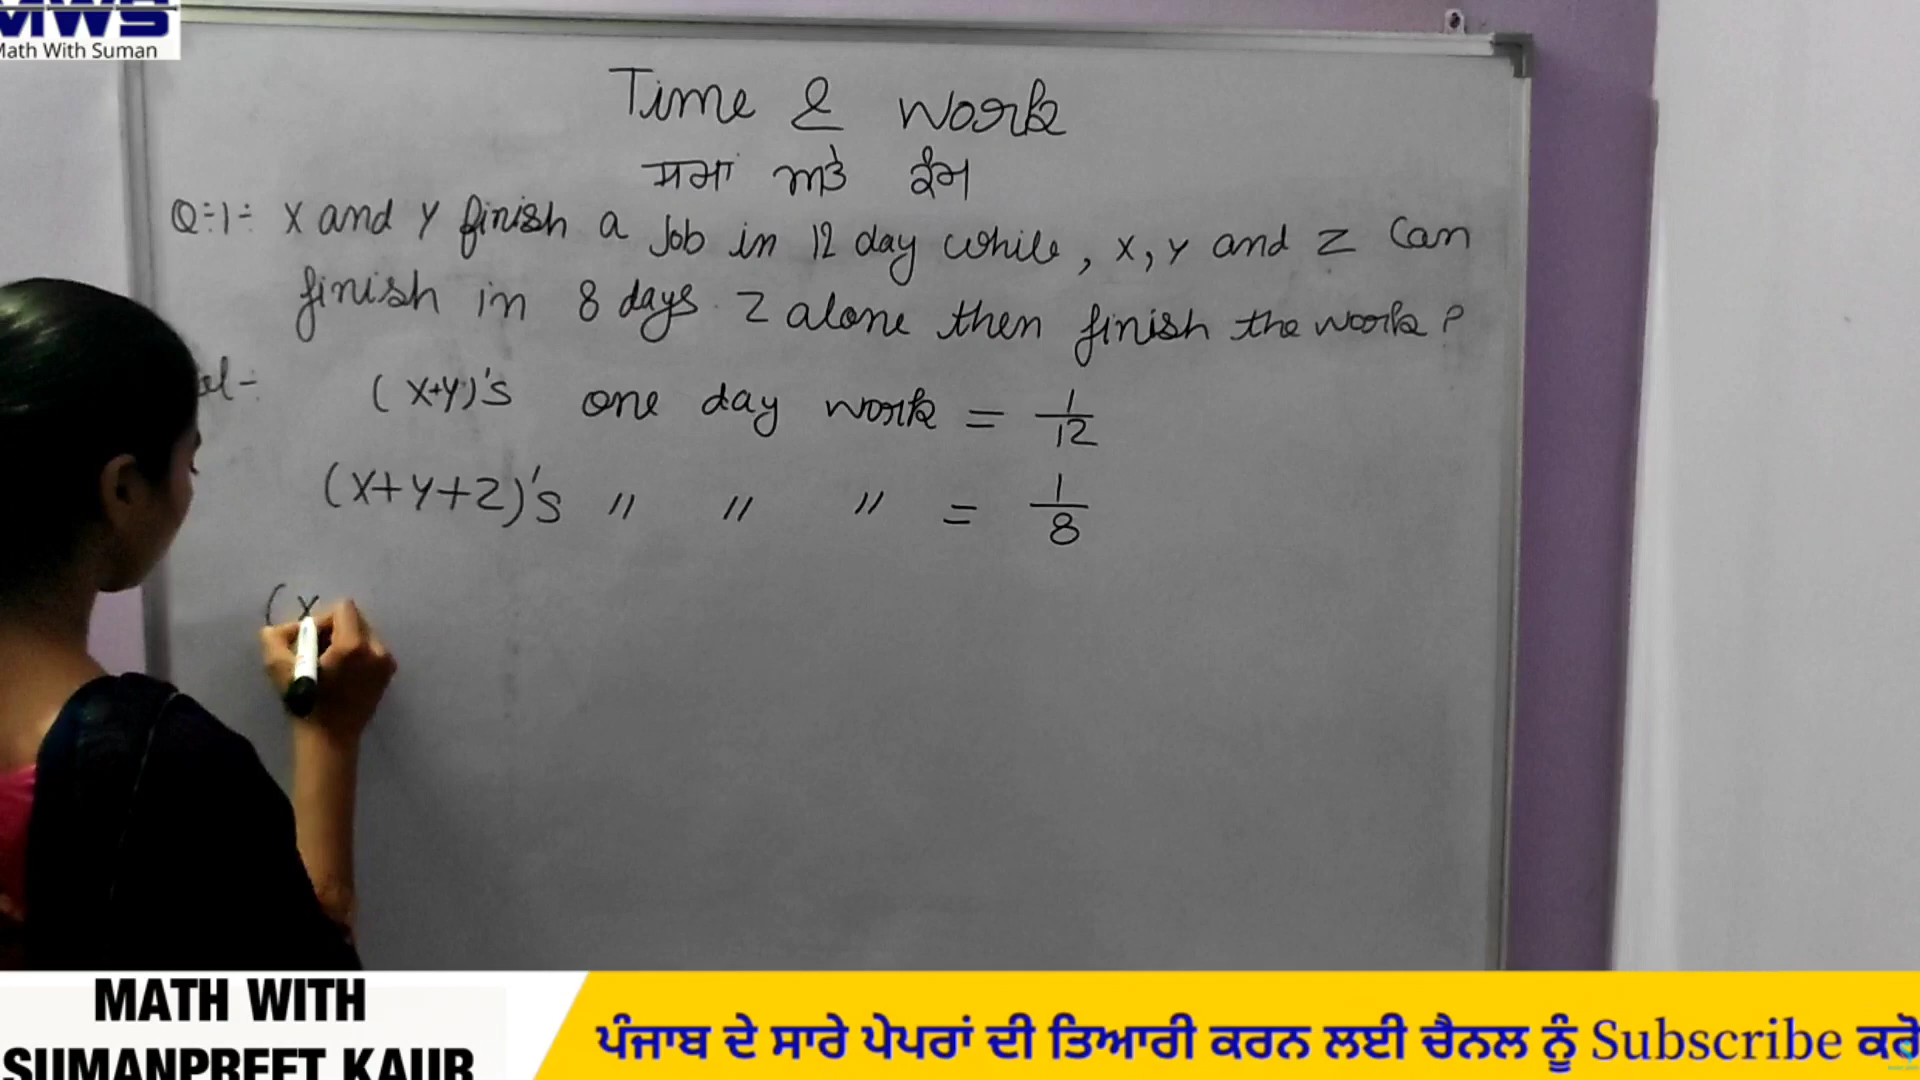 MWS
Math With Suman
Time & Work
ਸਮਾਂ ਅਤੇ ਕੰਮ
Q:1:- X and Y finish a Job in 12 day while, X, Y and Z Can
finish in 8 days. Z alone then finish the work?
(X+Y)'s one day work = 1/12
(X+Y+Z)'s " " " = 1/8
(X
MATH WITH
SUMANPREET KAUR
ਪੰਜਾਬ ਦੇ ਸਾਰੇ ਪੇਪਰਾਂ ਦੀ ਤਿਆਰੀ ਕਰਨ ਲਈ ਚੈਨਲ ਨੂੰ Subscribe ਕਰੋ